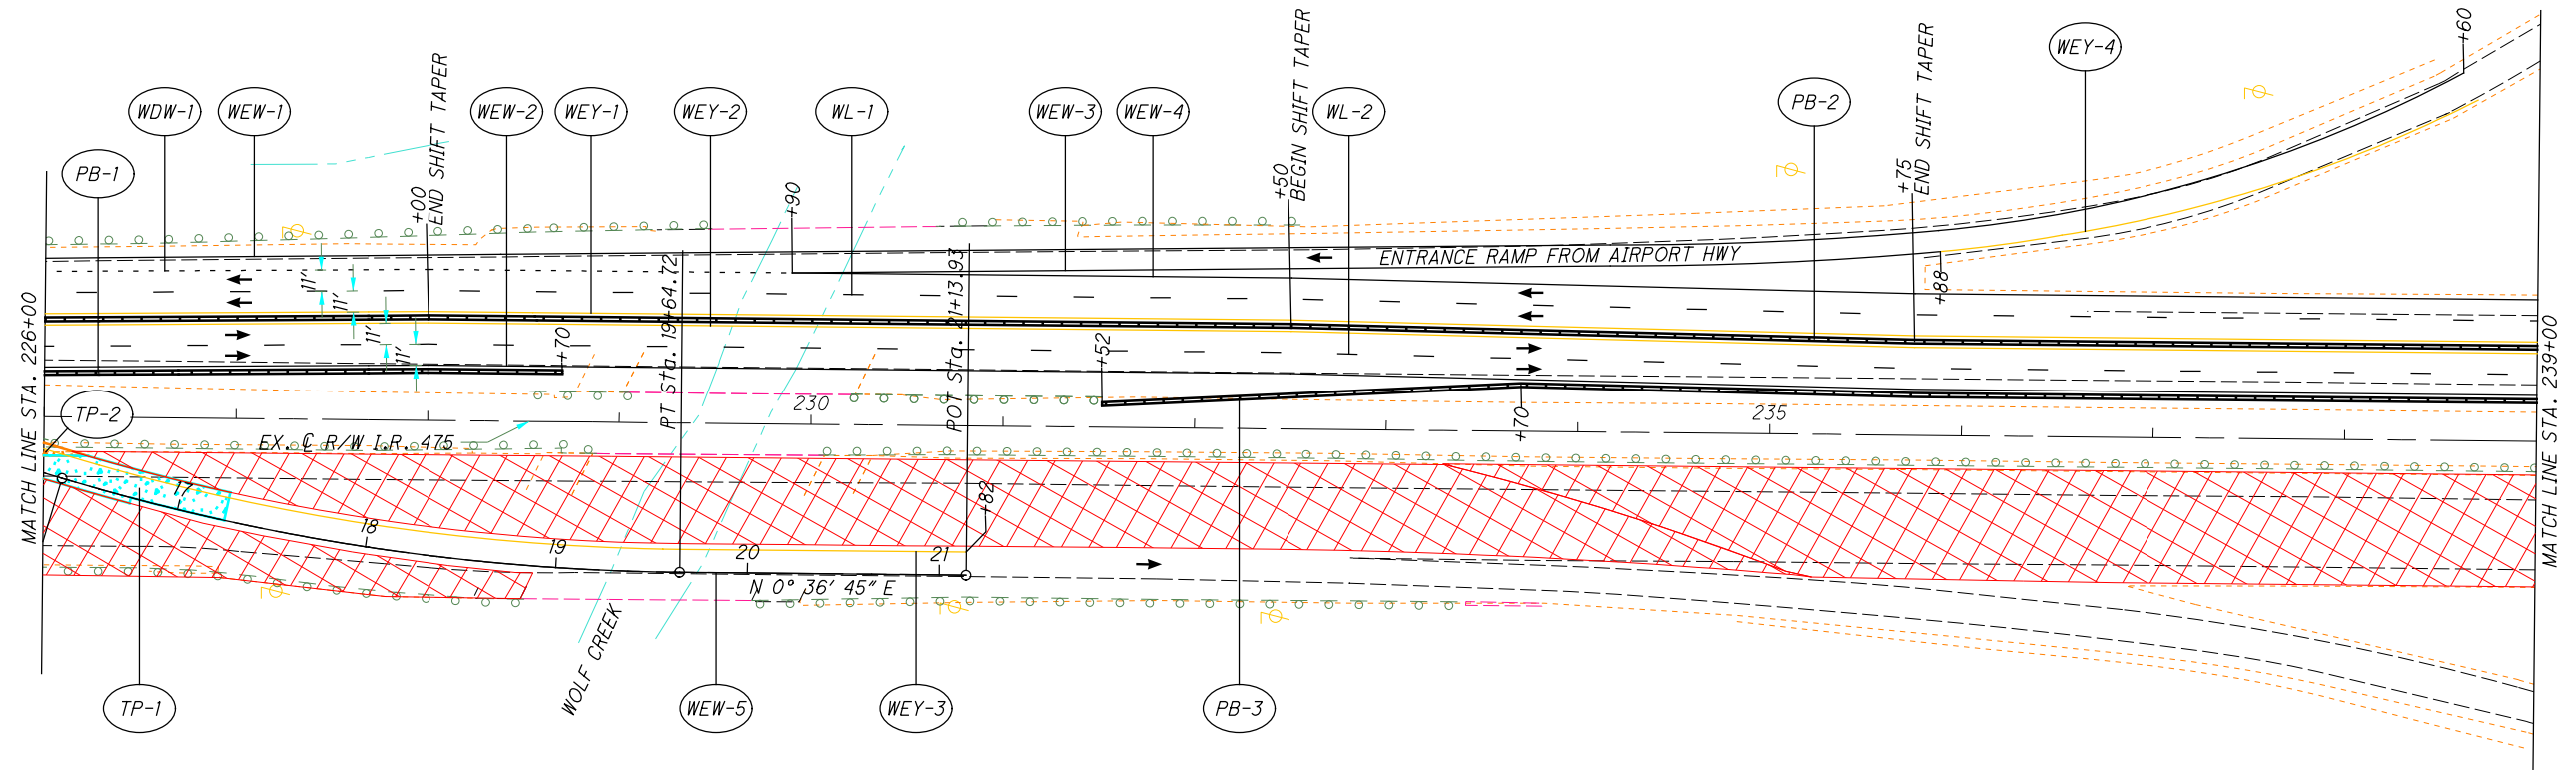 WDW-1
WEW-1
WEW-2
WEY-1
WEY-2
WL-1
WEW-3
WEW-4
WL-2
PB-2
WEY-4
PB-1
+00
END SHIFT TAPER
+90
+50
BEGIN SHIFT TAPER
+75
END SHIFT TAPER
+60
ENTRANCE RAMP FROM AIRPORT HWY
+88
11'
11'
11'
11'
+70
PT Sta. 19+64.72
POT Sta. 21+13.93
+52
+70
MATCH LINE STA. 226+00
MATCH LINE STA. 239+00
TP-2
230
235
EX. ℄ R/W I.R. 475
17
18
19
20
21
+82
N 0° 36' 45" E
WOLF CREEK
TP-1
WEW-5
WEY-3
PB-3